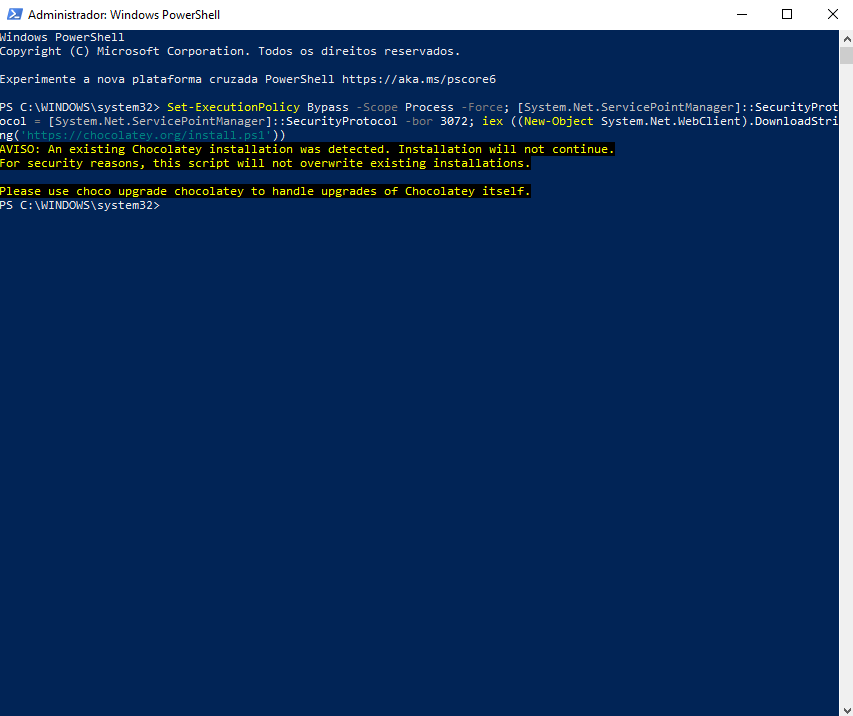 Administrador: Windows PowerShell
Windows PowerShell
Copyright (C) Microsoft Corporation. Todos os direitos reservados.
Experimente a nova plataforma cruzada PowerShell https://aka.ms/pscore6
PS C:\WINDOWS\system32> Set-ExecutionPolicy Bypass -Scope Process -Force; [System.Net.ServicePointManager]::SecurityProt
ocol = [System.Net.ServicePointManager]::SecurityProtocol -bor 3072; iex ((New-Object System.Net.WebClient).DownloadStri
ng('https://chocolatey.org/install.ps1'))
AVISO: An existing Chocolatey installation was detected. Installation will not continue.
For security reasons, this script will not overwrite existing installations.
Please use choco upgrade chocolatey to handle upgrades of Chocolatey itself.
PS C:\WINDOWS\system32>